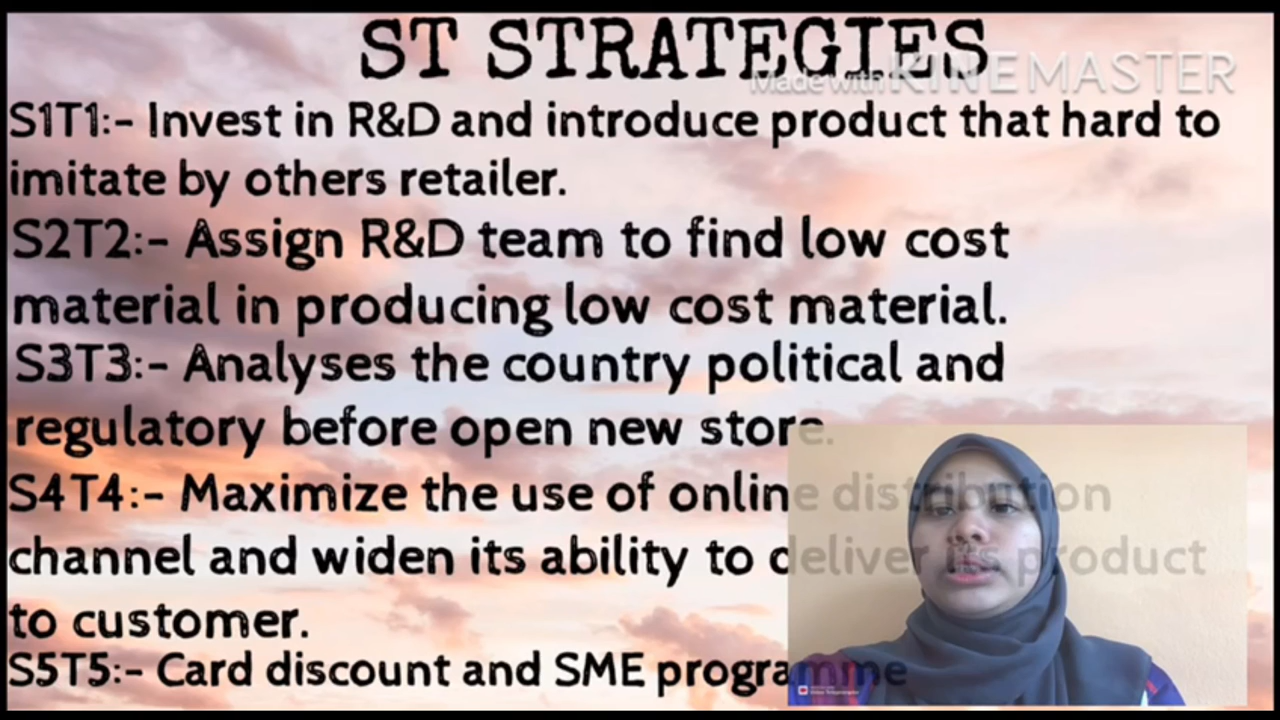 ST STRATEGIES
Made with KINEMASTER
S1T1:- Invest in R&D and introduce product that hard to
imitate by others retailer.
S2T2:- Assign R&D team to find low cost
material in producing low cost material.
S3T3:- Analyses the country political and
regulatory before open new store.
S4T4:- Maximize the use of online distribution
channel and widen its ability to deliver its product
to customer.
S5T5:- Card discount and SME programme